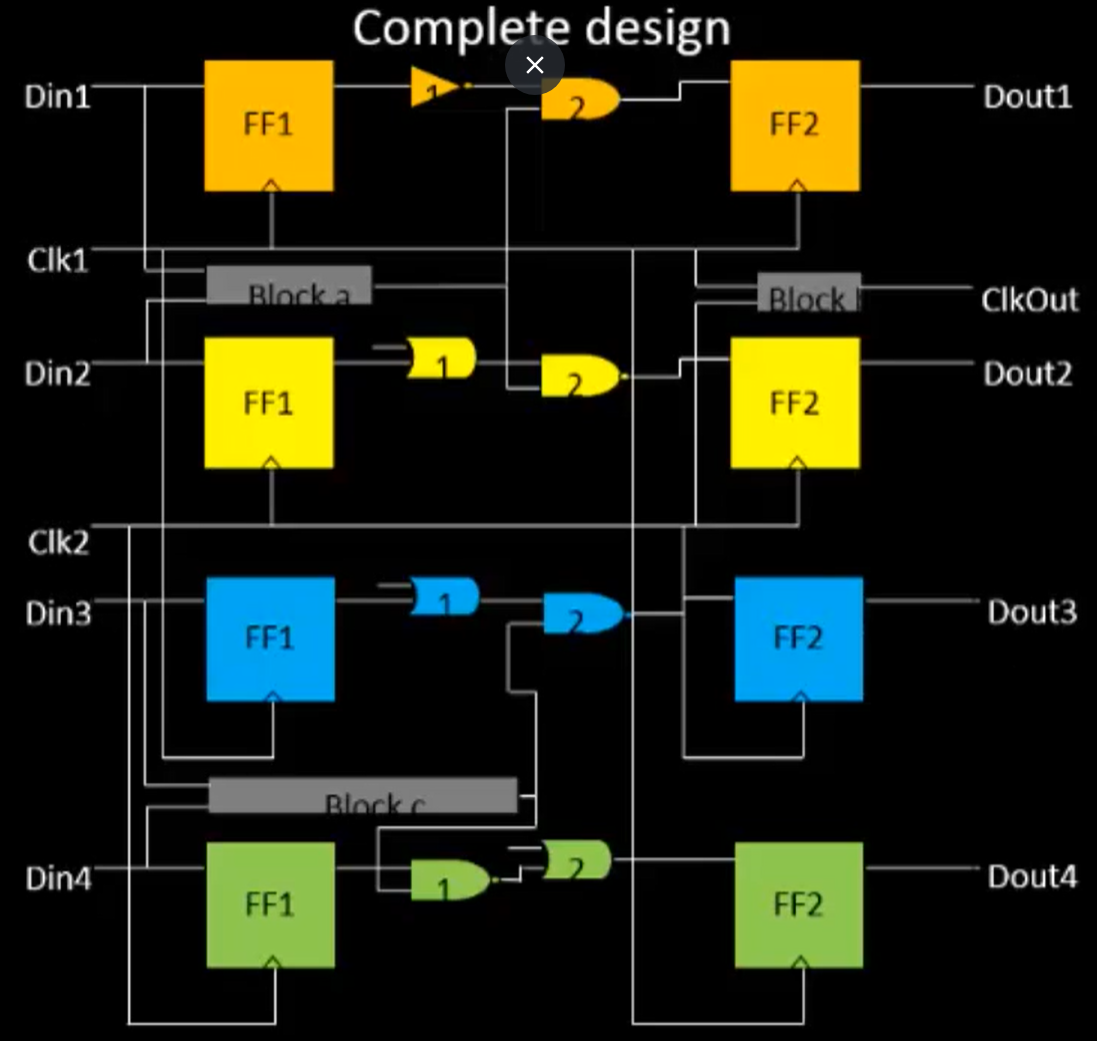 Complete design
Din1
FF1
1
2
FF2
Dout1
Clk1
Block a
Block
ClkOut
Din2
FF1
1
2
FF2
Dout2
Clk2
Din3
FF1
1
2
FF2
Dout3
Block c
Din4
FF1
1
2
FF2
Dout4